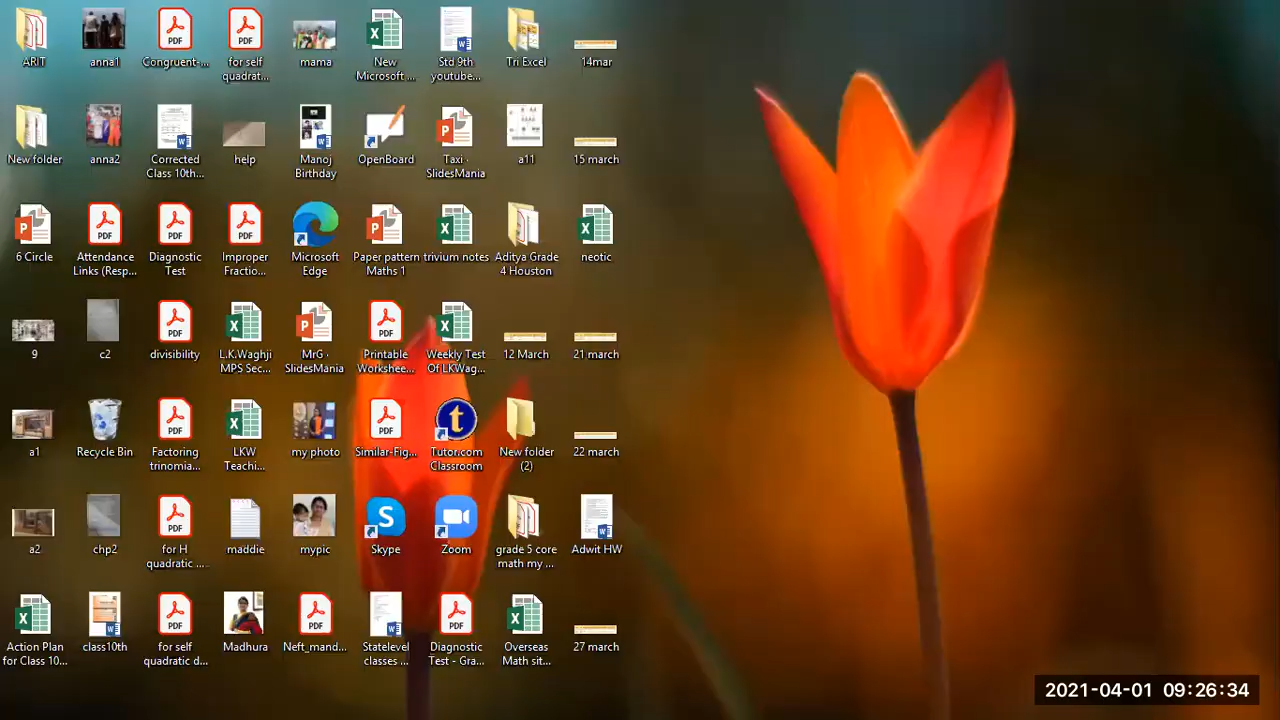 ARIT
anna1
Congruent-...
for self
quadrat...
mama
New
Microsoft ...
Std 9th
youtube...
Tri Excel
14mar
New folder
anna2
Corrected
Class 10th...
help
Manoj
Birthday
OpenBoard
Taxi ·
SlidesMania
a11
15 march
6 Circle
Attendance
Links (Resp...
Diagnostic
Test
Improper
Fractio...
Microsoft
Edge
Paper pattern
Maths 1
trivium notes
Aditya Grade
4 Houston
neotic
9
c2
divisibility
L.K.Waghji
MPS Sec...
MrG ·
SlidesMania
Printable
Workshee...
Weekly Test
Of LKWag...
12 March
21 march
a1
Recycle Bin
Factoring
trinomia...
LKW
Teachi...
my photo
Similar-Fig...
Tutor.com
Classroom
New folder
(2)
22 march
a2
chp2
for H
quadratic ....
maddie
mypic
Skype
Zoom
grade 5 core
math my ...
Adwit HW
Action Plan
for Class 10...
class10th
for self
quadratic d...
Madhura
Neft_mand...
Statelevel
classes ...
Diagnostic
Test - Gra...
Overseas
Math sit...
27 march
2021-04-01 09:26:34